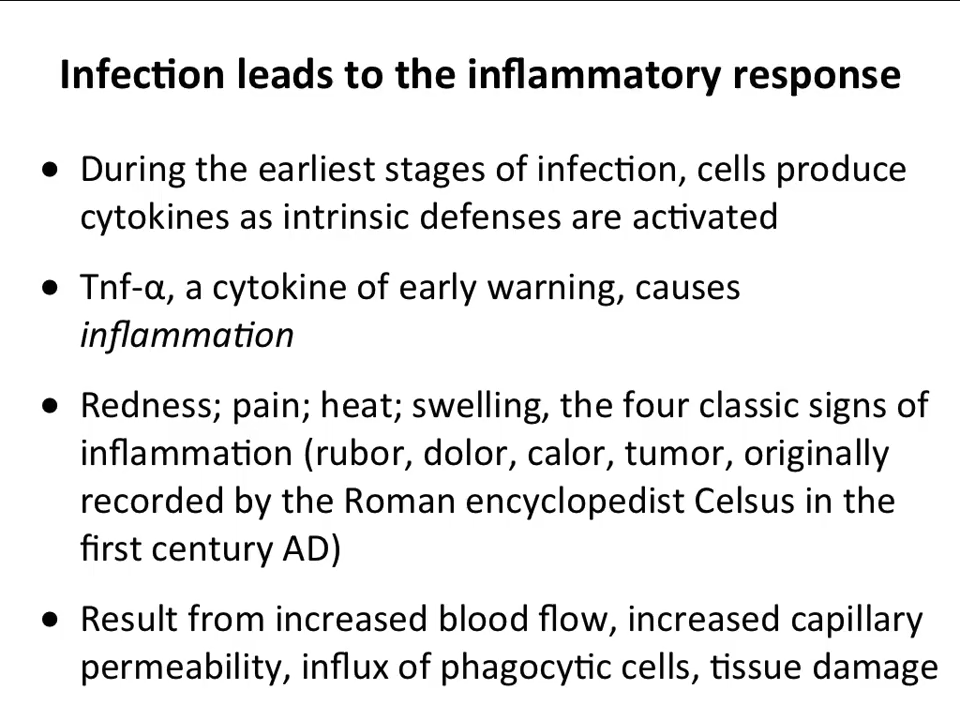 Infection leads to the inflammatory response
• During the earliest stages of infection, cells produce
cytokines as intrinsic defenses are activated
• Tnf-α, a cytokine of early warning, causes
inflammation
• Redness; pain; heat; swelling, the four classic signs of
inflammation (rubor, dolor, calor, tumor, originally
recorded by the Roman encyclopedist Celsus in the
first century AD)
• Result from increased blood flow, increased capillary
permeability, influx of phagocytic cells, tissue damage